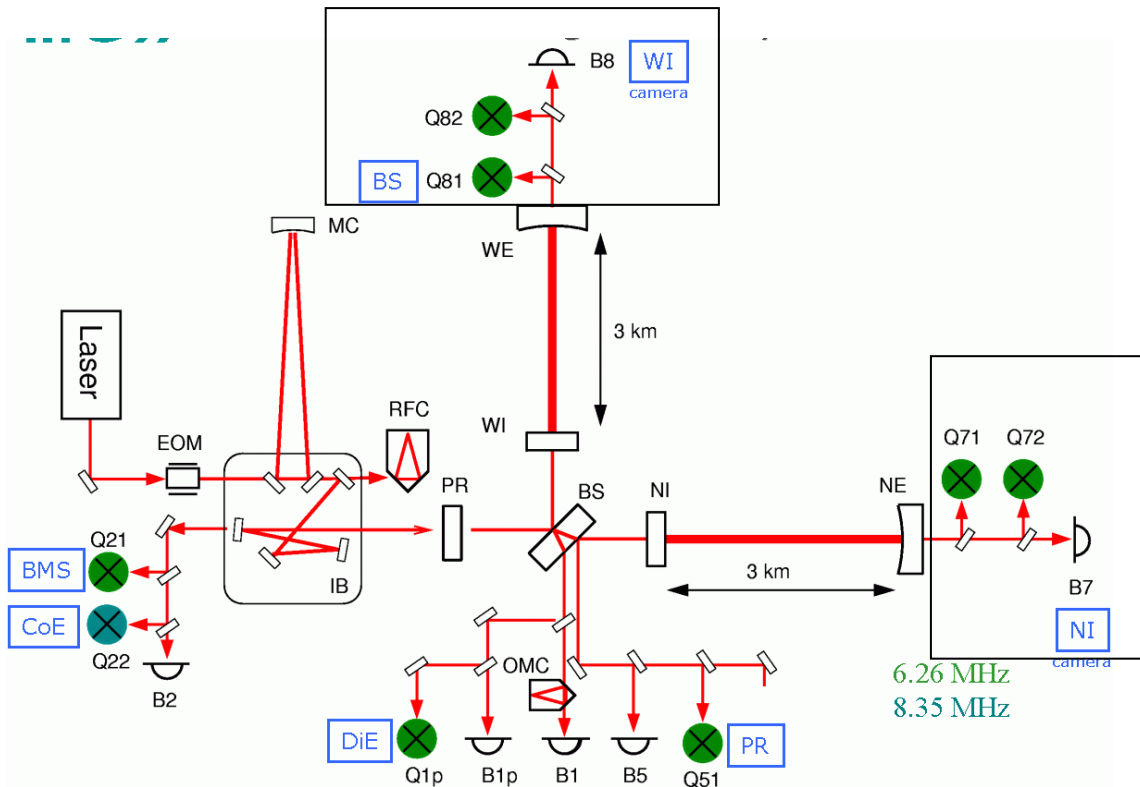 B8
WI
camera
Q82
BS
Q81
MC
WE
3 km
Laser
RFC
WI
EOM
PR
BS
NI
NE
Q71
Q72
Q21
BMS
IB
3 km
B7
CoE
Q22
NI
camera
OMC
B2
6.26 MHz
8.35 MHz
DiE
PR
Q1p
B1p
B1
B5
Q51